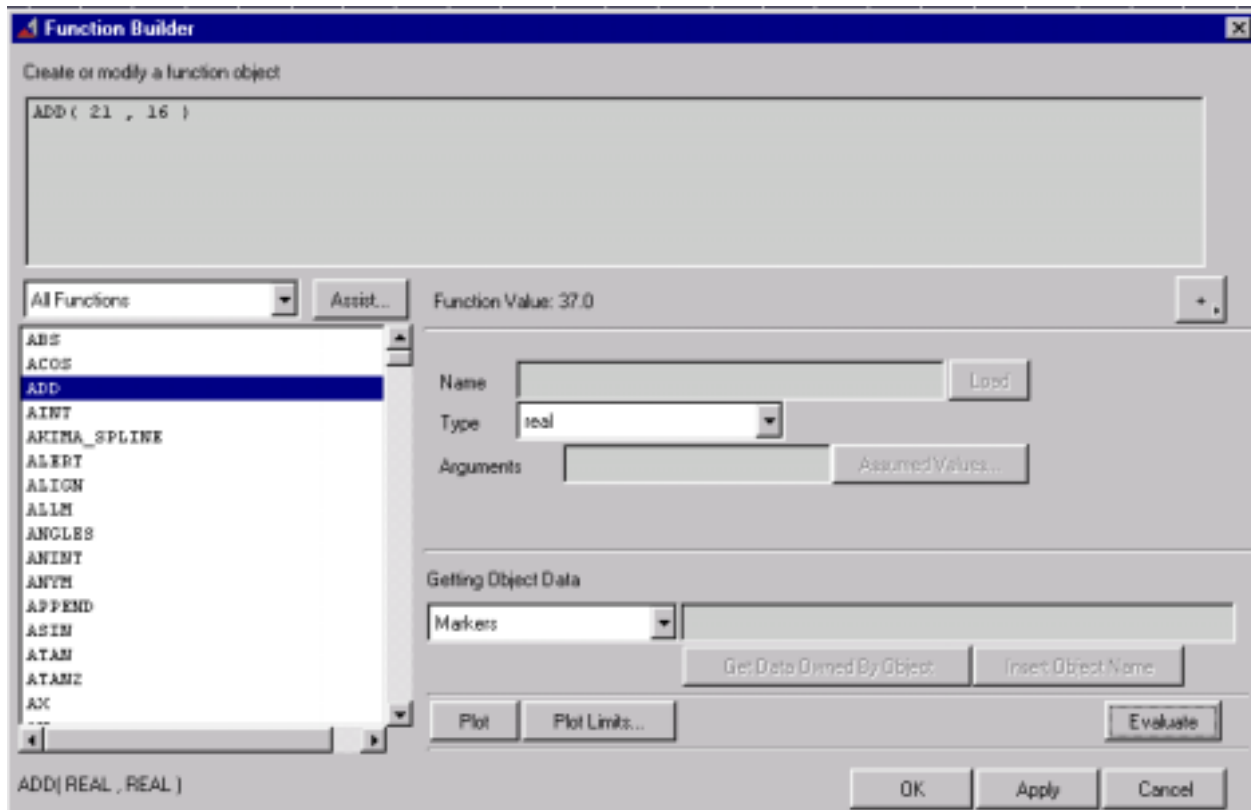 Function Builder
Create or modify a function object
ADD( 21 , 16 )
All Functions
Assist...
Function Value: 37.0
+
ABS
ACOS
ADD
AINT
AKIMA_SPLINE
ALERT
ALIGN
ALLM
ANGLES
ANINT
ANYM
APPEND
ASIN
ATAN
ATAN2
AX
Name
Load
Type
real
Arguments
Assumed Values...
Getting Object Data
Markers
Get Data Owned By Object
Insert Object Name
Plot
Plot Limits...
Evaluate
ADD( REAL , REAL )
OK
Apply
Cancel